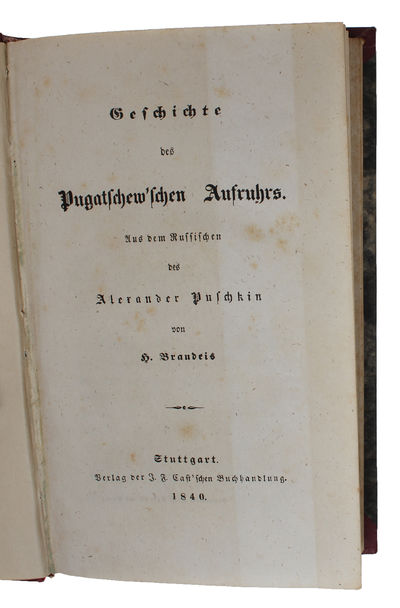 Geschichte
des
Pugatschew'schen Aufruhrs.
Aus dem Russischen
des
Alexander Puschkin
von
H. Brandeis
Stuttgart.
Verlag der J. F. Cast'schen Buchhandlung.
1840.